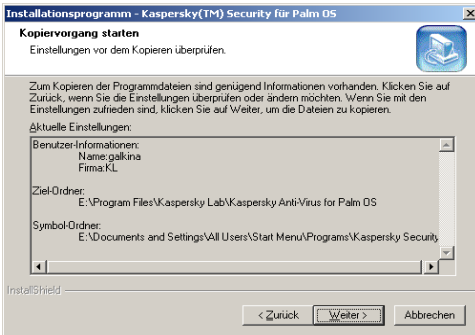 Installationsprogramm - Kaspersky(TM) Security für Palm OS
Kopiervorgang starten
Einstellungen vor dem Kopieren überprüfen.
Zum Kopieren der Programmdateien sind genügend Informationen vorhanden. Klicken Sie auf
Zurück, wenn Sie die Einstellungen überprüfen oder ändern möchten. Wenn Sie mit den
Einstellungen zufrieden sind, klicken Sie auf Weiter, um die Dateien zu kopieren.
Aktuelle Einstellungen:
Benutzer-Informationen:
Name:galkina
Firma:KL
Ziel-Ordner:
E:\Program Files\Kaspersky Lab\Kaspersky Anti-Virus for Palm OS
Symbol-Ordner:
E:\Documents and Settings\All Users\Start Menu\Programs\Kaspersky Security
InstallShield
< Zurück Weiter > Abbrechen